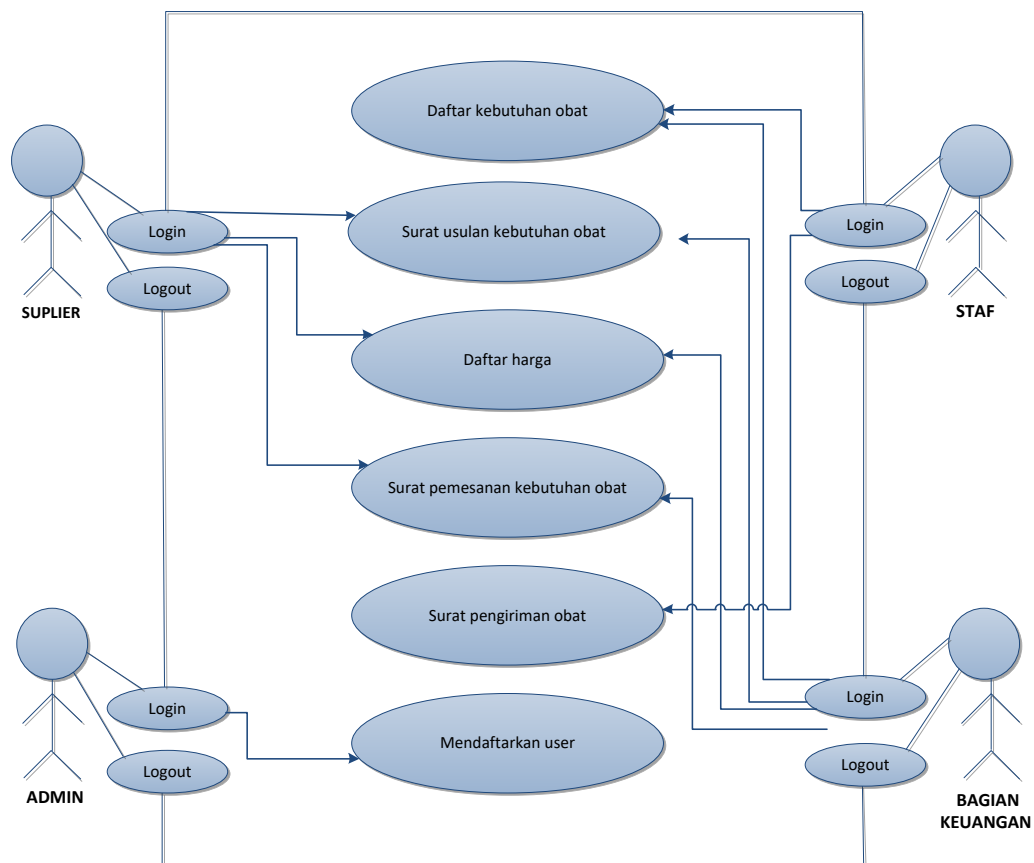 Daftar kebutuhan obat
Login
Surat usulan kebutuhan obat
Login
Logout
Logout
SUPLIER
STAF
Daftar harga
Surat pemesanan kebutuhan obat
Surat pengiriman obat
Login
Login
Mendaftarkan user
Logout
Logout
ADMIN
BAGIAN
KEUANGAN